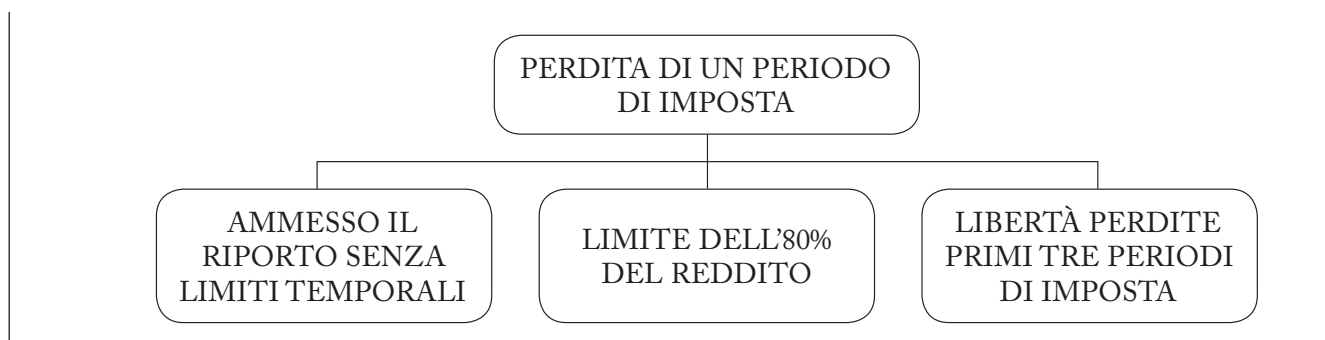 PERDITA DI UN PERIODO
DI IMPOSTA
AMMESSO IL
RIPORTO SENZA
LIMITI TEMPORALI
LIMITE DELL'80%
DEL REDDITO
LIBERTÀ PERDITE
PRIMI TRE PERIODI
DI IMPOSTA